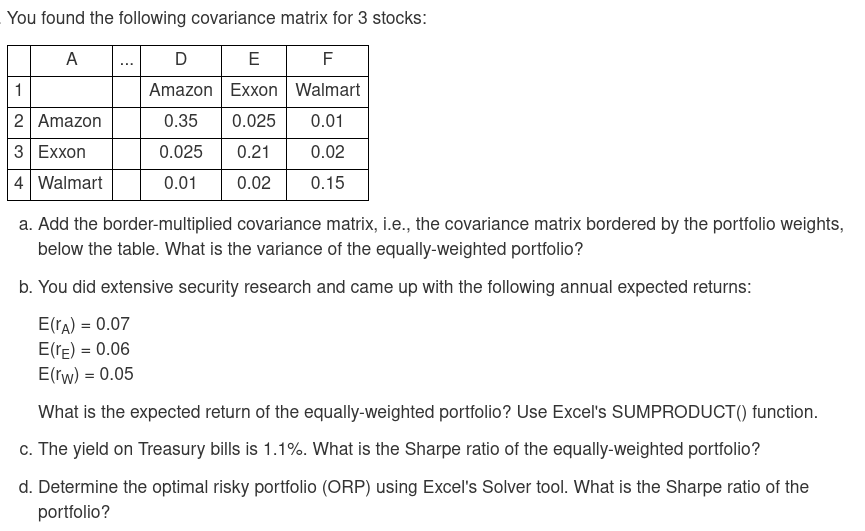 . You found the following covariance matrix for 3 stocks:
A ... D E F
1 Amazon Exxon Walmart
2 Amazon 0.35 0.025 0.01
3 Exxon 0.025 0.21 0.02
4 Walmart 0.01 0.02 0.15
a. Add the border-multiplied covariance matrix, i.e., the covariance matrix bordered by the portfolio weights,
below the table. What is the variance of the equally-weighted portfolio?
b. You did extensive security research and came up with the following annual expected returns:
E(rA) = 0.07
E(rE) = 0.06
E(rW) = 0.05
What is the expected return of the equally-weighted portfolio? Use Excel's SUMPRODUCT() function.
c. The yield on Treasury bills is 1.1%. What is the Sharpe ratio of the equally-weighted portfolio?
d. Determine the optimal risky portfolio (ORP) using Excel's Solver tool. What is the Sharpe ratio of the
portfolio?